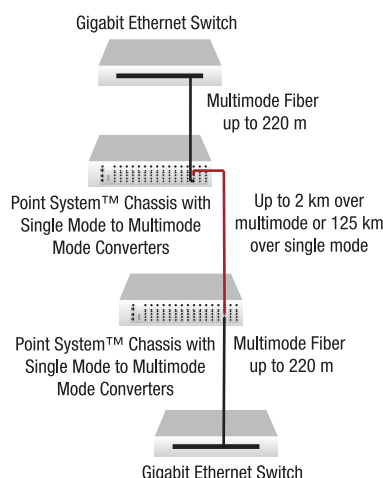 Gigabit Ethernet Switch
Multimode Fiber
up to 220 m
Point System™ Chassis with
Single Mode to Multimode
Mode Converters
Up to 2 km over
multimode or 125 km
over single mode
Point System™ Chassis with
Single Mode to Multimode
Mode Converters
Multimode Fiber
up to 220 m
Gigabit Ethernet Switch